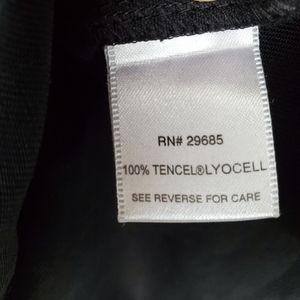 RN# 29685
100% TENCEL®LYOCELL
SEE REVERSE FOR CARE